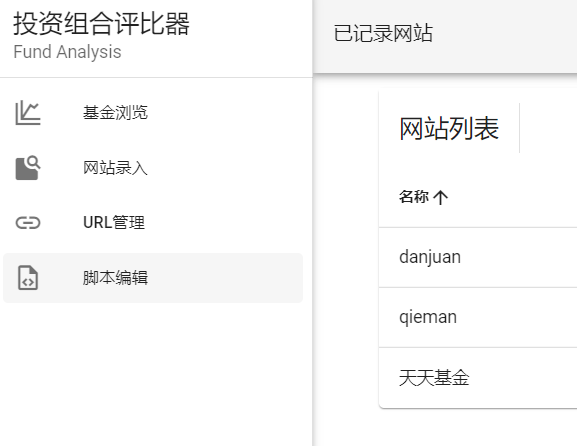 投资组合评比器
Fund Analysis
基金浏览
网站录入
URL管理
脚本编辑
已记录网站
网站列表
名称
danjuan
qieman
天天基金